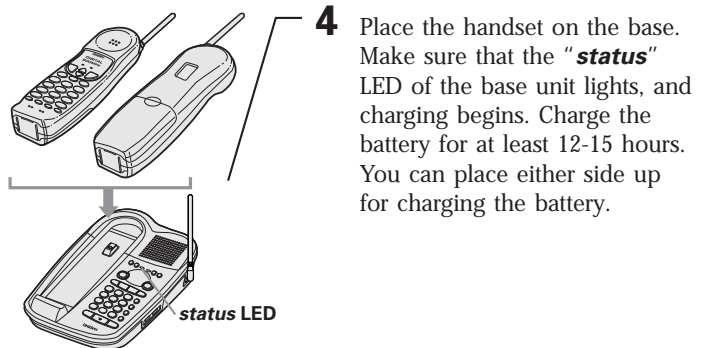 4 Place the handset on the base.
Make sure that the "status"
LED of the base unit lights, and
charging begins. Charge the
battery for at least 12-15 hours.
You can place either side up
for charging the battery.
status LED